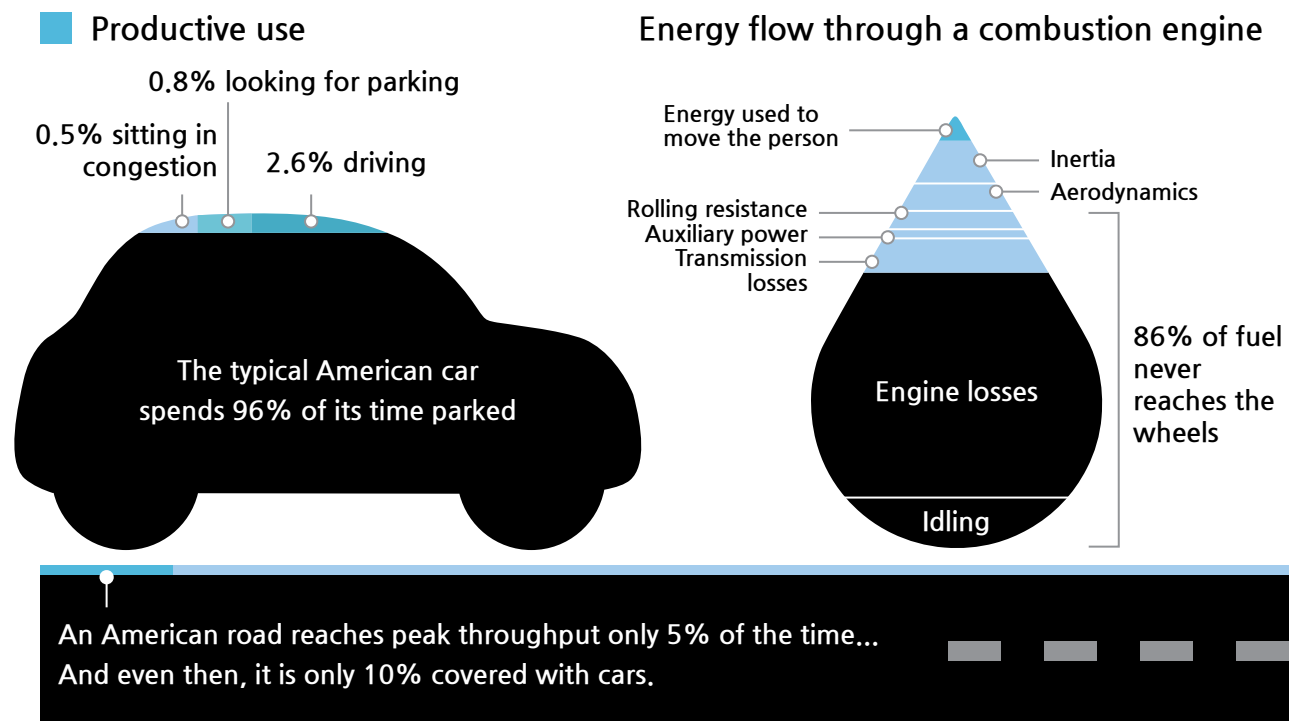 Productive use
0.8% looking for parking
0.5% sitting in
congestion
2.6% driving
The typical American car
spends 96% of its time parked
Energy flow through a combustion engine
Energy used to
move the person
Inertia
Aerodynamics
Rolling resistance
Auxiliary power
Transmission
losses
Engine losses
Idling
86% of fuel
never
reaches the
wheels
An American road reaches peak throughput only 5% of the time...
And even then, it is only 10% covered with cars.